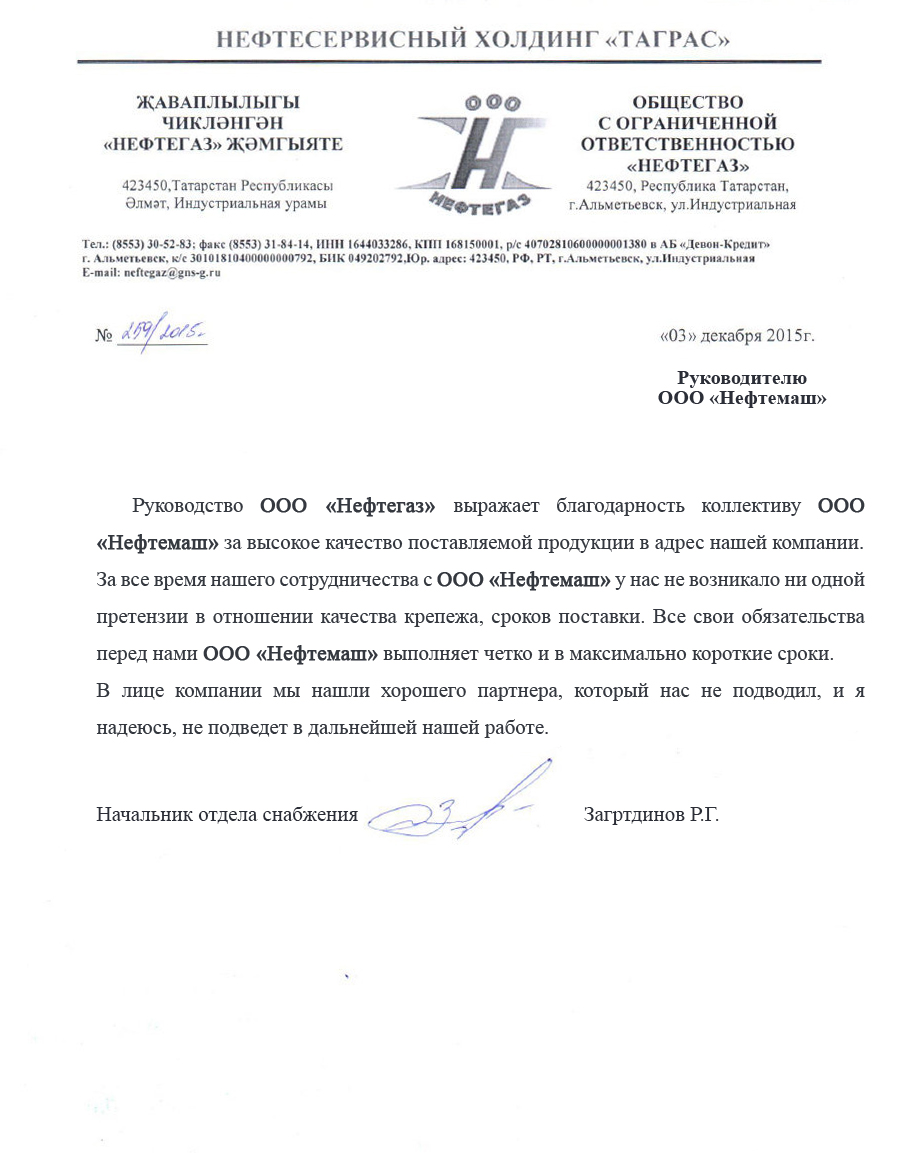 НЕФТЕСЕРВИСНЫЙ ХОЛДИНГ «ТАГРАС»
ҖАВАПЛЫЛЫГЫ
ЧИКЛӘНГӘН
«НЕФТЕГАЗ» ҖӘМГЫЯТЕ
423450,Татарстан Республикасы
Әлмәт, Индустриальная урамы
ООО
Н
НЕФТЕГАЗ
ОБЩЕСТВО
С ОГРАНИЧЕННОЙ
ОТВЕТСТВЕННОСТЬЮ
«НЕФТЕГАЗ»
423450, Республика Татарстан,
г.Альметьевск, ул.Индустриальная
Тел.: (8553) 30-52-83; факс (8553) 31-84-14, ИНН 1644033286, КПП 168150001, р/с 40702810600000001380 в АБ «Девон-Кредит»
г. Альметьевск, к/с 30101810400000000792, БИК 049202792,Юр. адрес: 423450, РФ, РТ, г.Альметьевск, ул.Индустриальная
E-mail: neftegaz@gns-g.ru
№ 259/2015г
«03» декабря 2015г.
Руководителю
ООО «Нефтемаш»
Руководство ООО «Нефтегаз» выражает благодарность коллективу ООО
«Нефтемаш» за высокое качество поставляемой продукции в адрес нашей компании.
За все время нашего сотрудничества с ООО «Нефтемаш» у нас не возникало ни одной
претензии в отношении качества крепежа, сроков поставки. Все свои обязательства
перед нами ООО «Нефтемаш» выполняет четко и в максимально короткие сроки.
В лице компании мы нашли хорошего партнера, который нас не подводил, и я
надеюсь, не подведет в дальнейшей нашей работе.
Начальник отдела снабжения
Загртдинов Р.Г.